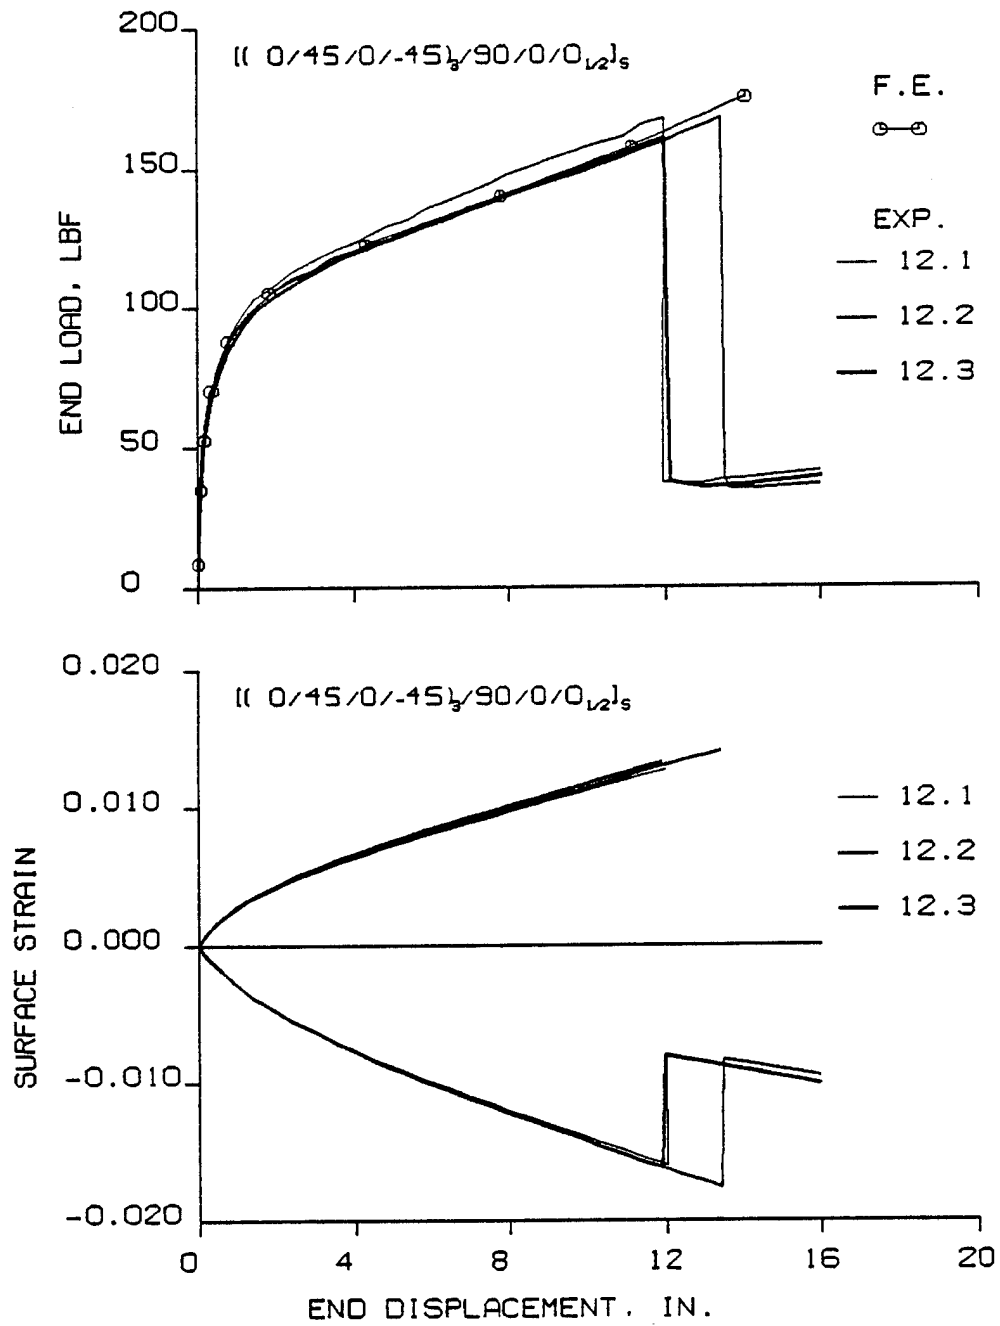 200
[( 0/45/0/-45)₃/90/0/0₁/₂]ₛ
F.E.
150
EXP.
12.1
100
12.2
12.3
50
0
END LOAD, LBF
0.020
[( 0/45/0/-45)₃/90/0/0₁/₂]ₛ
0.010
12.1
12.2
12.3
0.000
-0.010
-0.020
SURFACE STRAIN
0 4 8 12 16 20
END DISPLACEMENT. IN.